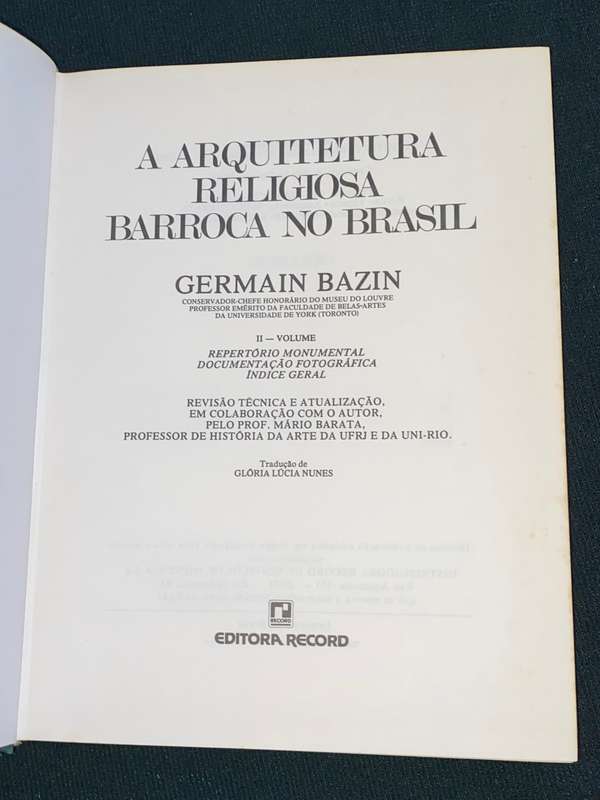 A ARQUITETURA
RELIGIOSA
BARROCA NO BRASIL
GERMAIN BAZIN
CONSERVADOR-CHEFE HONORÁRIO DO MUSEU DO LOUVRE
PROFESSOR EMÉRITO DA FACULDADE DE BELAS-ARTES
DA UNIVERSIDADE DE YORK (TORONTO)
II — VOLUME
REPERTÓRIO MONUMENTAL
DOCUMENTAÇÃO FOTOGRÁFICA
ÍNDICE GERAL
REVISÃO TÉCNICA E ATUALIZAÇÃO,
EM COLABORAÇÃO COM O AUTOR,
PELO PROF. MÁRIO BARATA,
PROFESSOR DE HISTÓRIA DA ARTE DA UFRJ E DA UNI-RIO.
Tradução de
GLÓRIA LÚCIA NUNES
RECORD
EDITORA RECORD